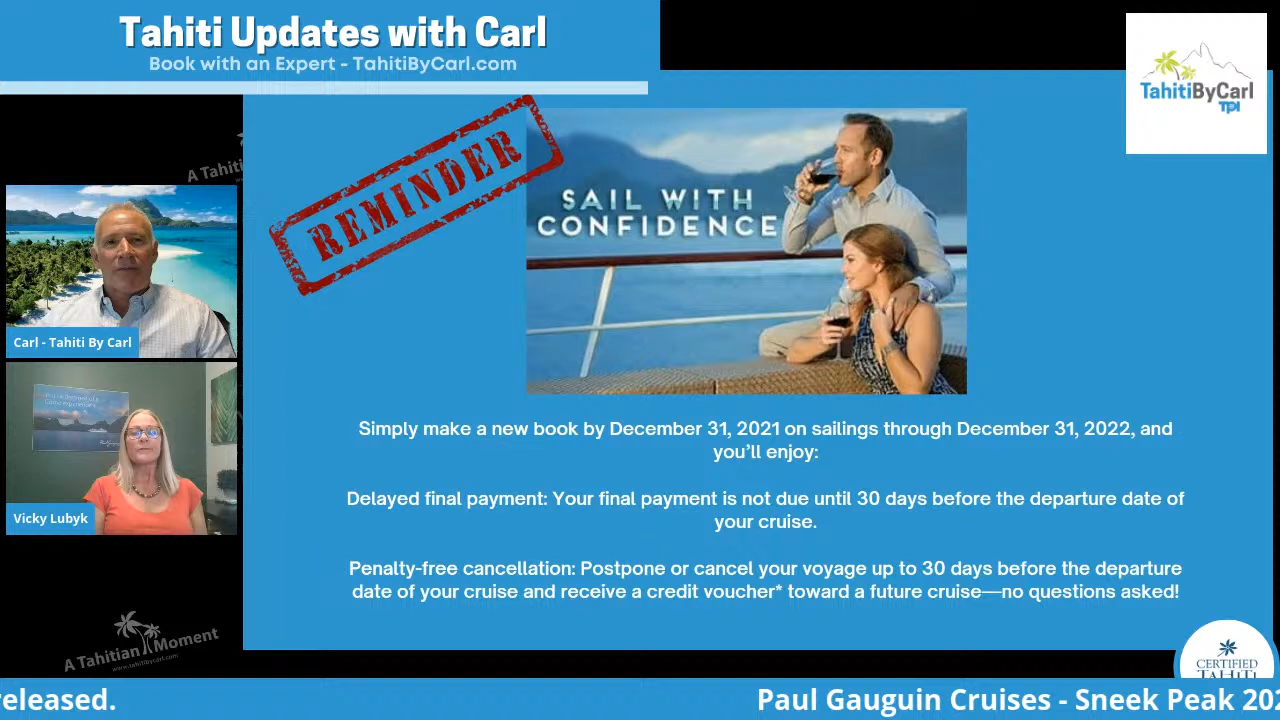 Tahiti Updates with Carl
Book with an Expert - TahitiByCarl.com
TahitiByCarl
TPI
A Tahiti
REMINDER
SAIL WITH
CONFIDENCE
Carl - Tahiti By Carl
Vicky Lubyk
Simply make a new book by December 31, 2021 on sailings through December 31, 2022, and
you’ll enjoy:
Delayed final payment: Your final payment is not due until 30 days before the departure date of
your cruise.
Penalty-free cancellation: Postpone or cancel your voyage up to 30 days before the departure
date of your cruise and receive a credit voucher* toward a future cruise—no questions asked!
A Tahitian Moment
www.tahitibycarl.com
CERTIFIED
TAHITI
released.
Paul Gauguin Cruises - Sneek Peak 202